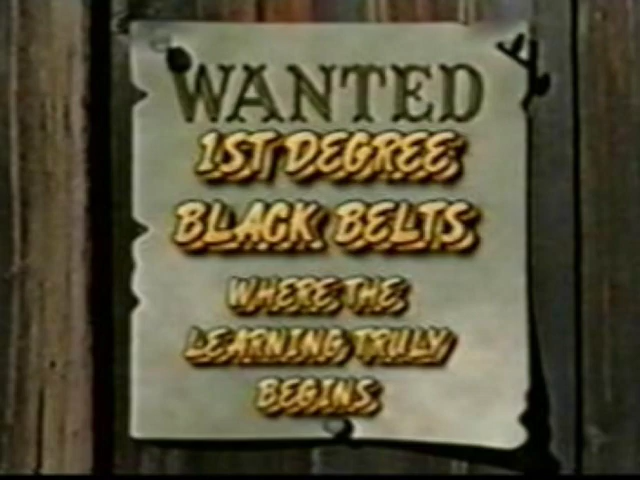 WANTED
1ST DEGREE
BLACK BELTS
WHERE THE
LEARNING TRULY
BEGINS